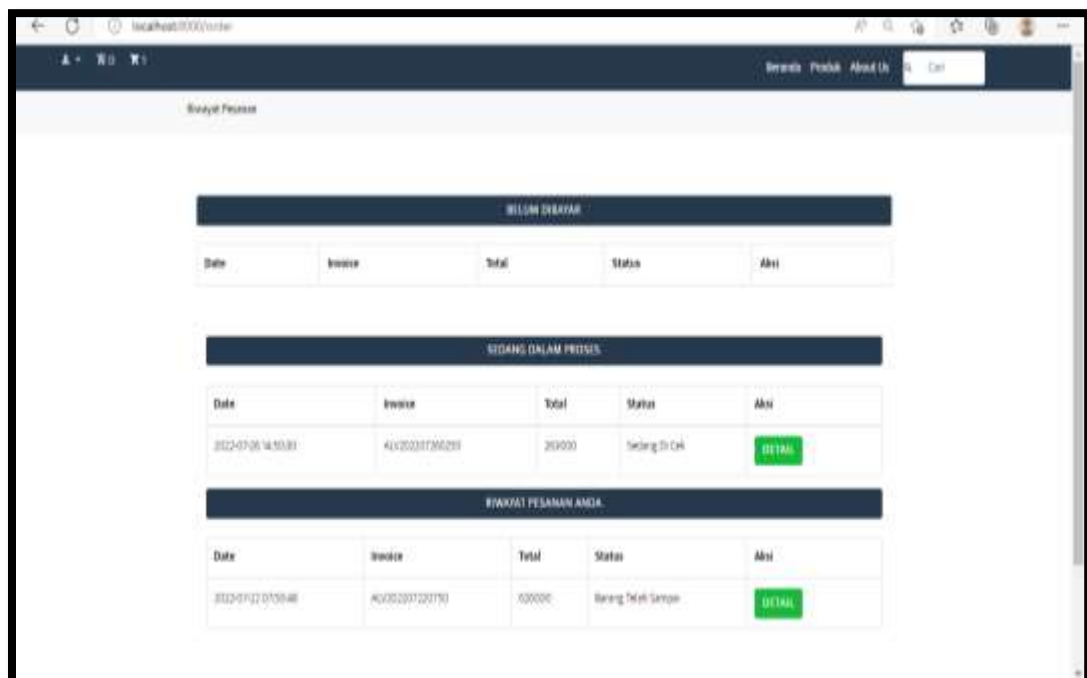 localhost:8000/order
Beranda Produk About Us Cari
Riwayat Pesanan
BELUM DIBAYAR
Date Invoice Total Status Aksi
SEDANG DALAM PROSES
Date Invoice Total Status Aksi
Sedang Di Cek DETAIL
RIWAYAT PESANAN ANDA
Date Invoice Total Status Aksi
Barang Telah Sampai DETAIL